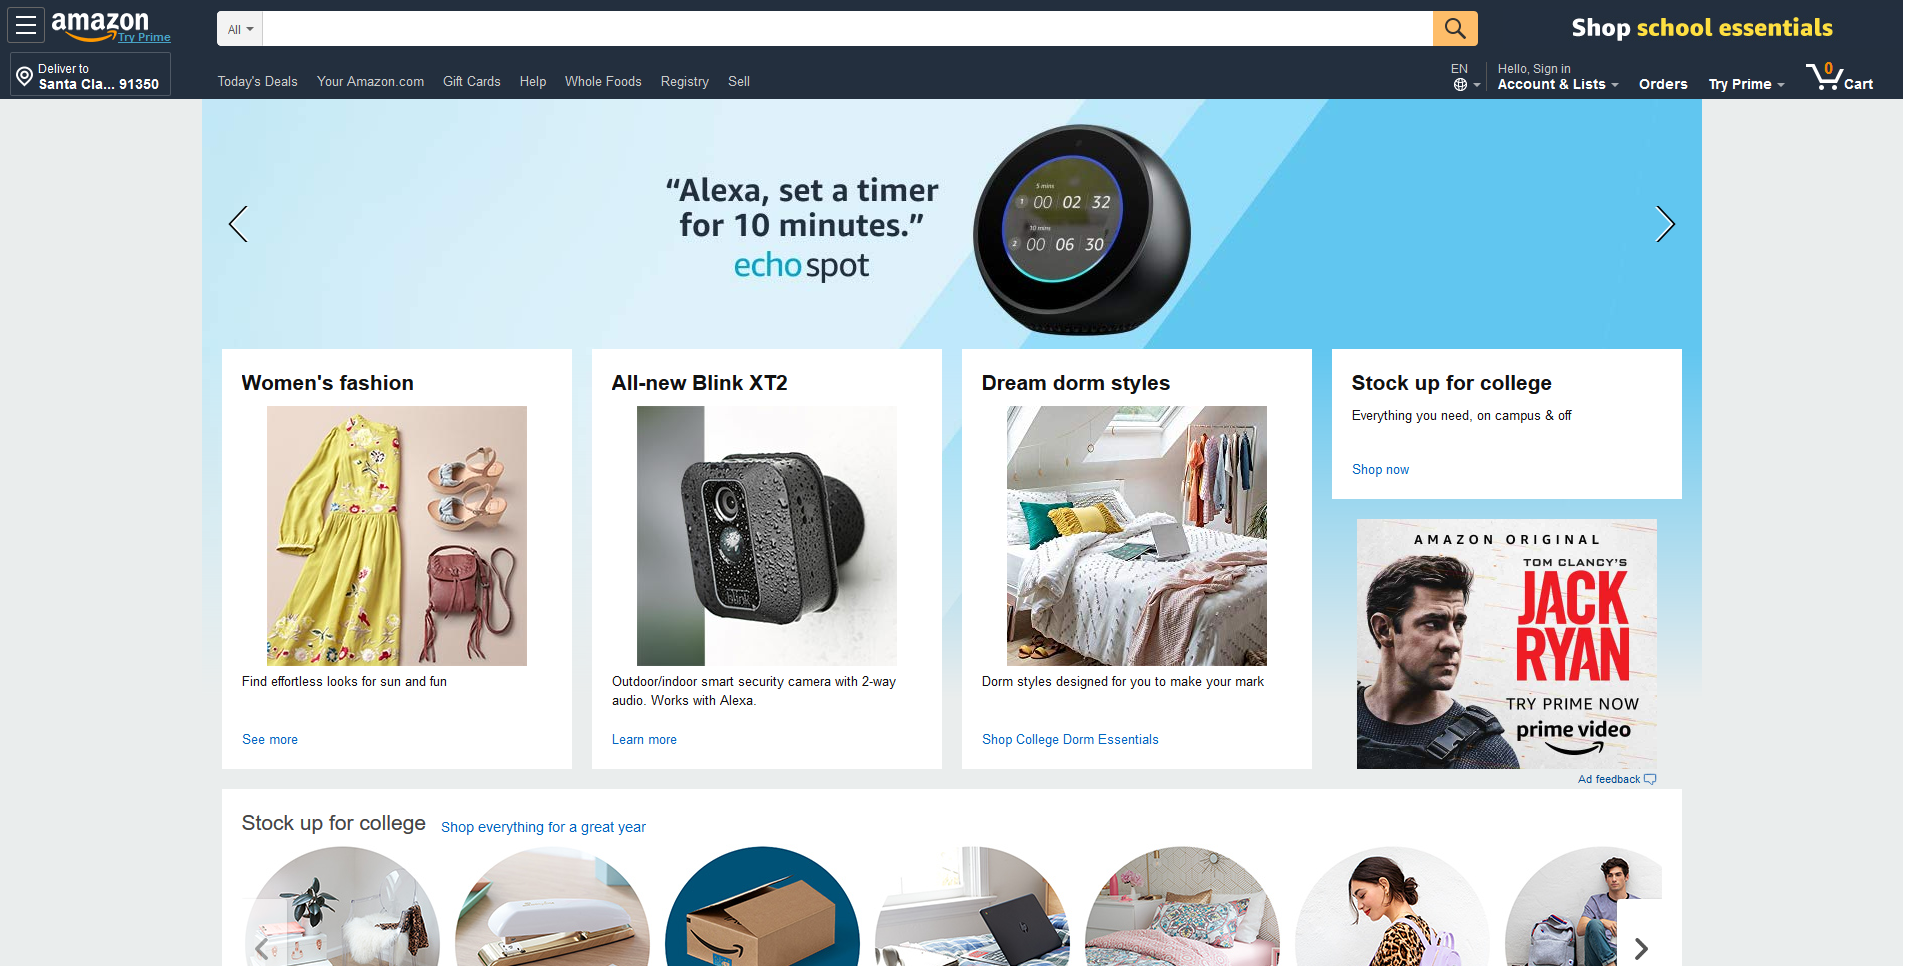 amazon
Try Prime
All
Shop school essentials
Deliver to
Santa Cla... 91350
Today's Deals
Your Amazon.com
Gift Cards
Help
Whole Foods
Registry
Sell
EN
Hello, Sign in
Account & Lists
Orders
Try Prime
0
Cart
“Alexa, set a timer
for 10 minutes.”
echo spot
5 mins
1 00 02 32
10 mins
2 00 06 30
Women's fashion
Find effortless looks for sun and fun
See more
All-new Blink XT2
blink
Outdoor/indoor smart security camera with 2-way
audio. Works with Alexa.
Learn more
Dream dorm styles
Dorm styles designed for you to make your mark
Shop College Dorm Essentials
Stock up for college
Everything you need, on campus & off
Shop now
AMAZON ORIGINAL
TOM CLANCY'S
JACK
RYAN
TRY PRIME NOW
prime video
Ad feedback
Stock up for college
Shop everything for a great year